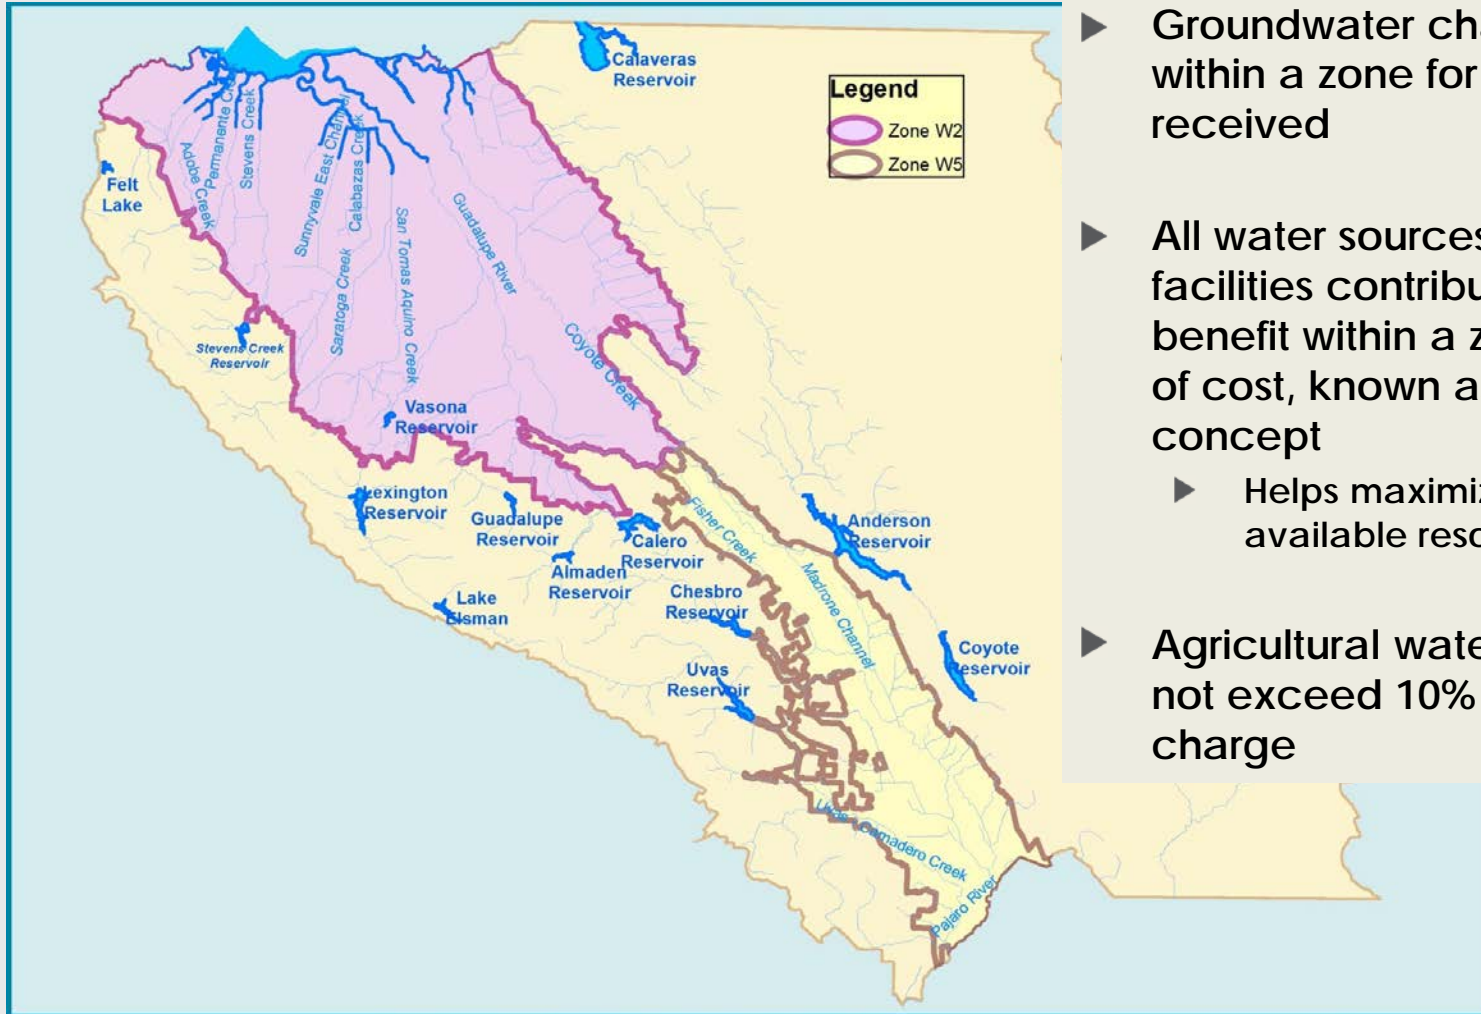 Calaveras
Reservoir
Legend
Zone W2
Zone W5
Felt
Lake
Adobe Creek
Permanente
Stevens Creek
Sunnyvale East Channel
Calabazas Creek
Saratoga Creek
San Tomas Aquino Creek
Guadalupe River
Coyote Creek
Stevens Creek
Reservoir
Vasona
Reservoir
Lexington
Reservoir
Guadalupe
Reservoir
Calero
Reservoir
Almaden
Reservoir
Lake
Elsman
Chesbro
Reservoir
Uvas
Reservoir
Fisher Creek
Madrone Channel
Anderson
Reservoir
Coyote
Reservoir
Uvas - Carnadero Creek
Pajaro River
Groundwater cha
within a zone for
received
All water sources
facilities contribu
benefit within a z
of cost, known a
concept
Helps maximiz
available reso
Agricultural wate
not exceed 10%
charge